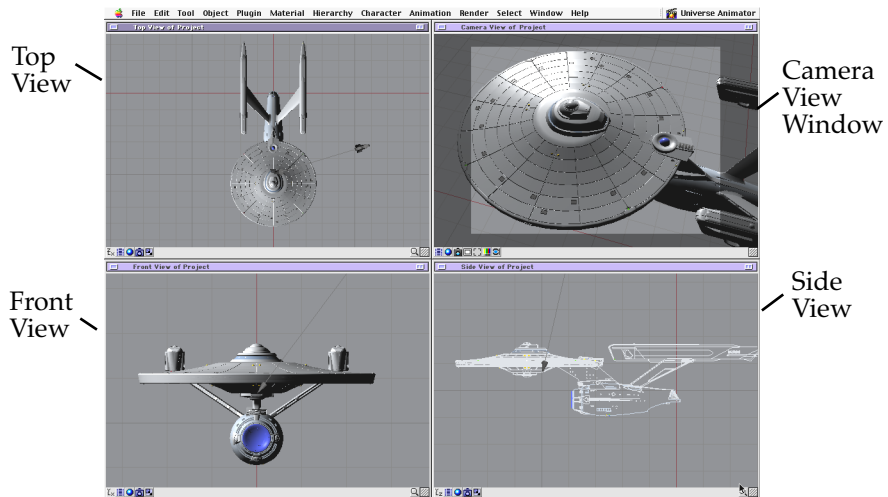 File Edit Tool Object Plugin Material Hierarchy Character Animation Render Select Window Help Universe Animator
Top View of Project
Camera View of Project
Top
View
Camera
View
Window
Front View of Project
Side View of Project
Front
View
Side
View